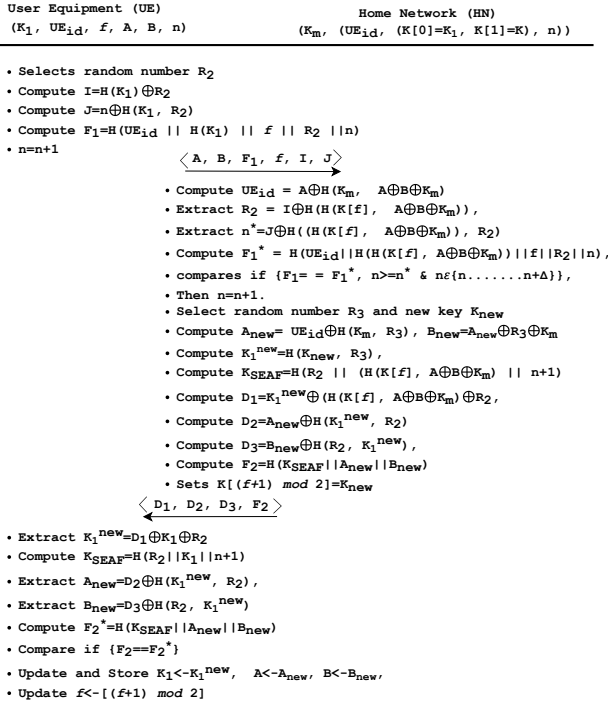 User Equipment (UE)
(K₁, UEid, f, A, B, n)
Home Network (HN)
(Kₘ, (UEid, (K[0]=K₁, K[1]=K), n))
• Selects random number R₂
• Compute I=H(K₁)⊕R₂
• Compute J=n⊕H(K₁, R₂)
• Compute F₁=H(UEid || H(K₁) || f || R₂ ||n)
• n=n+1
⟨A, B, F₁, f, I, J⟩
• Compute UEid = A⊕H(Kₘ, A⊕B⊕Kₘ)
• Extract R₂ = I⊕H(H(K[f], A⊕B⊕Kₘ)),
• Extract n*=J⊕H((H(K[f], A⊕B⊕Kₘ)), R₂)
• Compute F₁* = H(UEid||H(H(K[f], A⊕B⊕Kₘ))||f||R₂||n),
• compares if {F₁= = F₁*, n>=n* & nε{n.......n+Δ}},
• Then n=n+1.
• Select random number R₃ and new key Knew
• Compute Anew= UEid⊕H(Kₘ, R₃), Bnew=Anew⊕R₃⊕Kₘ
• Compute K₁new=H(Knew, R₃),
• Compute KSEAF=H(R₂ || (H(K[f], A⊕B⊕Kₘ) || n+1)
• Compute D₁=K₁new⊕(H(K[f], A⊕B⊕Kₘ)⊕R₂,
• Compute D₂=Anew⊕H(K₁new, R₂)
• Compute D₃=Bnew⊕H(R₂, K₁new),
• Compute F₂=H(KSEAF||Anew||Bnew)
• Sets K[(f+1) mod 2]=Knew
⟨D₁, D₂, D₃, F₂⟩
• Extract K₁new=D₁⊕K₁⊕R₂
• Compute KSEAF=H(R₂||K₁||n+1)
• Extract Anew=D₂⊕H(K₁new, R₂),
• Extract Bnew=D₃⊕H(R₂, K₁new)
• Compute F₂*=H(KSEAF||Anew||Bnew)
• Compare if {F₂==F₂*}
• Update and Store K₁<-K₁new, A<-Anew, B<-Bnew,
• Update f<-[(f+1) mod 2]